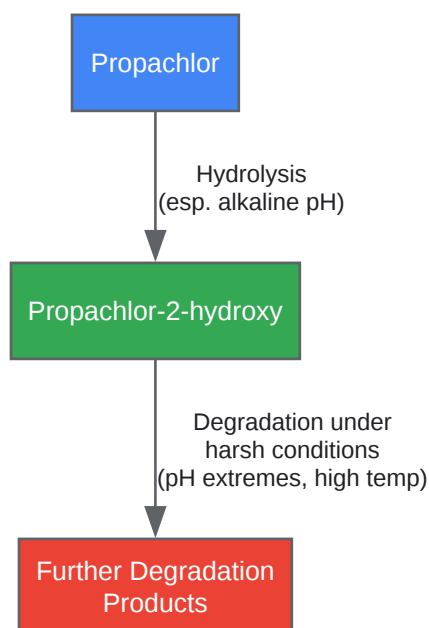 Propachlor
Hydrolysis
(esp. alkaline pH)
Propachlor-2-hydroxy
Degradation under
harsh conditions
(pH extremes, high temp)
Further Degradation
Products